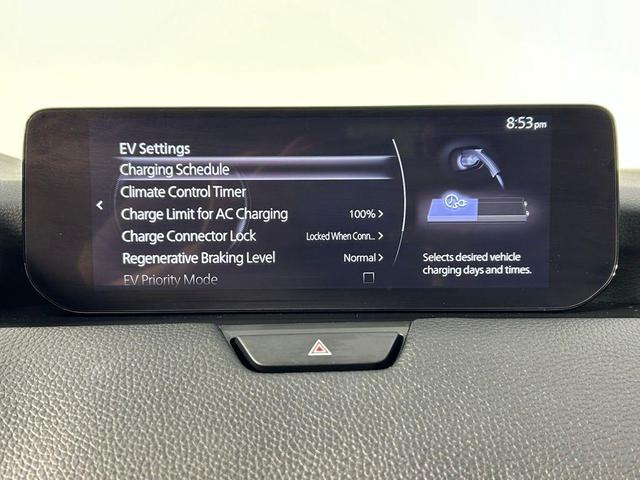 8:53pm
EV Settings
Charging Schedule
Climate Control Timer
Charge Limit for AC Charging 100%
Charge Connector Lock Locked When Conn...
Regenerative Braking Level Normal
EV Priority Mode
Selects desired vehicle
charging days and times.